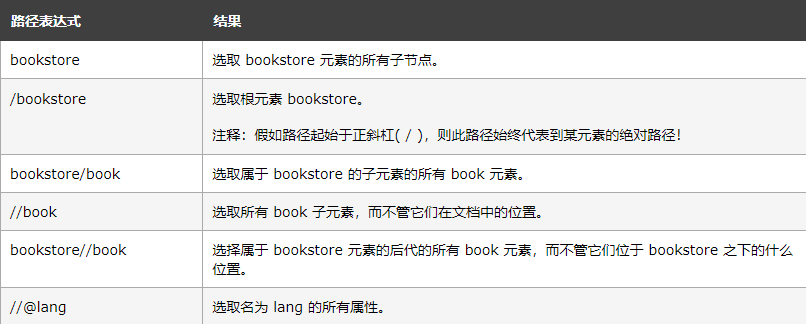 路径表达式 结果
bookstore 选取 bookstore 元素的所有子节点。
/bookstore 选取根元素 bookstore。
注释：假如路径起始于正斜杠( / )，则此路径始终代表到某元素的绝对路径！
bookstore/book 选取属于 bookstore 的子元素的所有 book 元素。
//book 选取所有 book 子元素，而不管它们在文档中的位置。
bookstore//book 选择属于 bookstore 元素的后代的所有 book 元素，而不管它们位于 bookstore 之下的什么
位置。
//@lang 选取名为 lang 的所有属性。